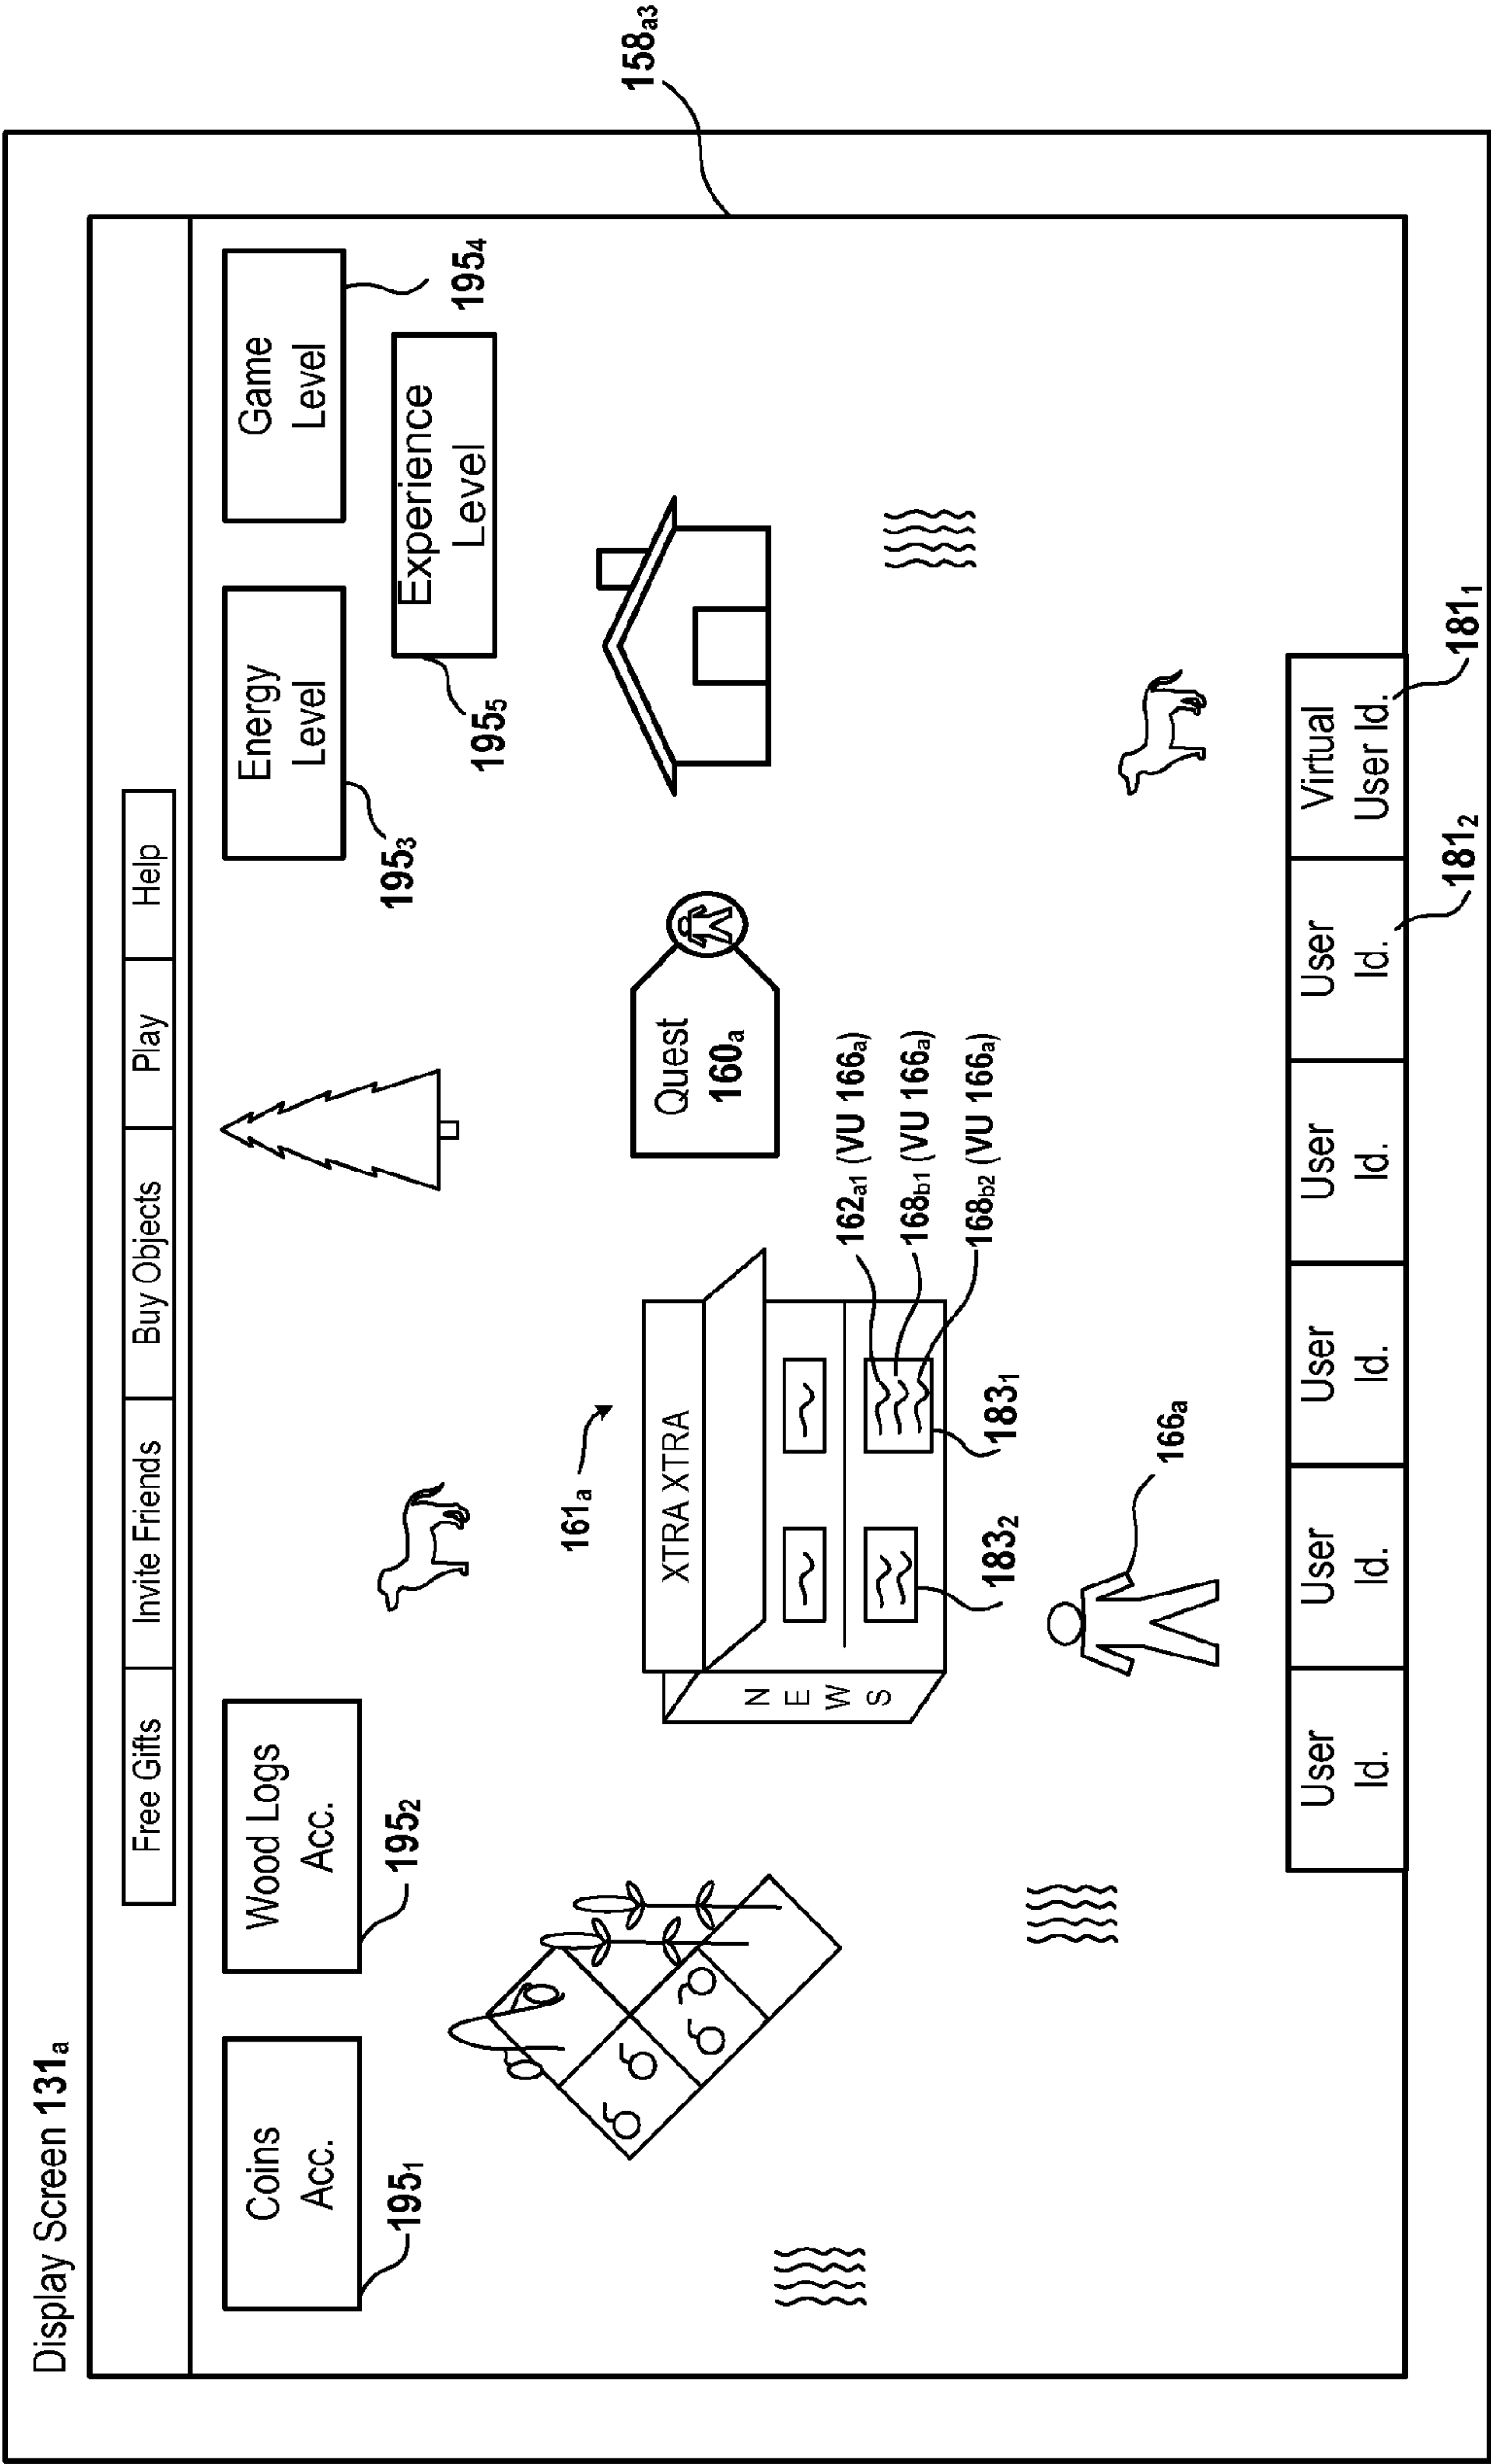 Display Screen 131a
158a3
Free Gifts
Invite Friends
Buy Objects
Play
Help
Coins
Acc.
195₁
Wood Logs
Acc.
195₂
Energy
Level
195₃
Game
Level
195₄
Experience
Level
195₅
161a
XTRA XTRA
N
E
W
S
183₂
183₁
Quest
160a
162a1 (VU 166a)
168b1 (VU 166a)
168b2 (VU 166a)
166a
User
Id.
User
Id.
User
Id.
User
Id.
User
Id.
Virtual
User Id.
181₂
181₁